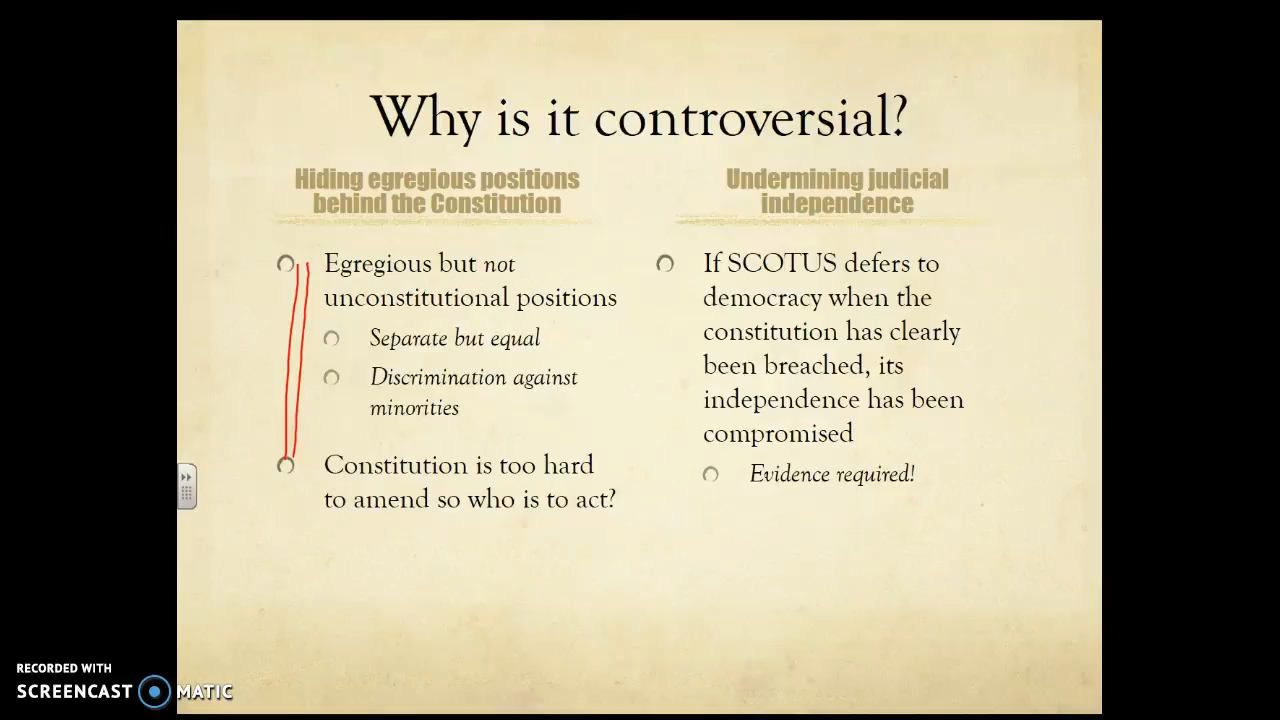 Why is it controversial?
Hiding egregious positions
behind the Constitution
Egregious but not
unconstitutional positions
Separate but equal
Discrimination against
minorities
Constitution is too hard
to amend so who is to act?
Undermining judicial
independence
If SCOTUS defers to
democracy when the
constitution has clearly
been breached, its
independence has been
compromised
Evidence required!
RECORDED WITH
SCREENCAST MATIC